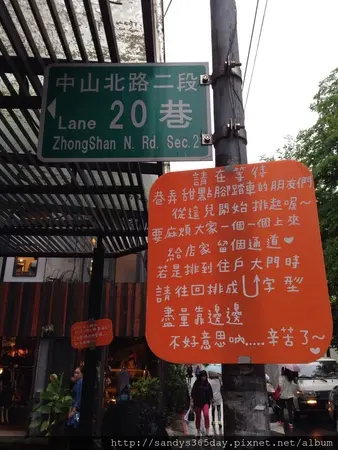 中山北路二段
Lane 20 巷
ZhongShan N. Rd. Sec.2
請在等待
巷弄甜點腳踏車的朋友們
從這兒開始排起喔~
要麻煩大家一個一個上來
給店家留個通道♥
若是排到住戶大門時
請往回排成U字型
盡量靠邊邊
不好意思吶.....辛苦了~♡
http://sandys365day.pixnet.net/album